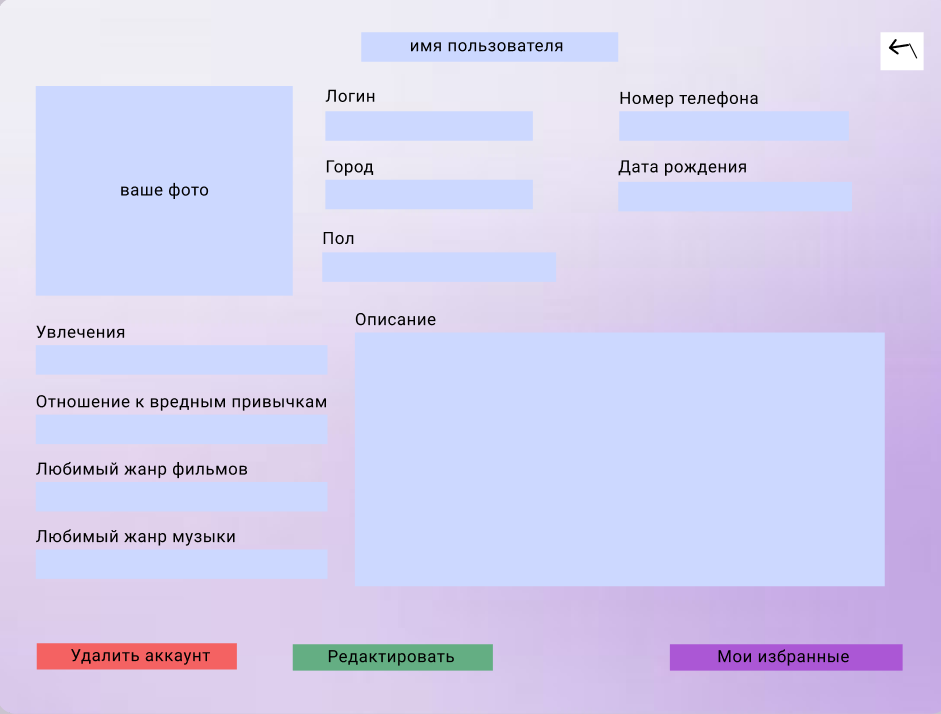 имя пользователя
ваше фото
Логин
Номер телефона
Город
Дата рождения
Пол
Увлечения
Отношение к вредным привычкам
Любимый жанр фильмов
Любимый жанр музыки
Описание
Удалить аккаунт
Редактировать
Мои избранные